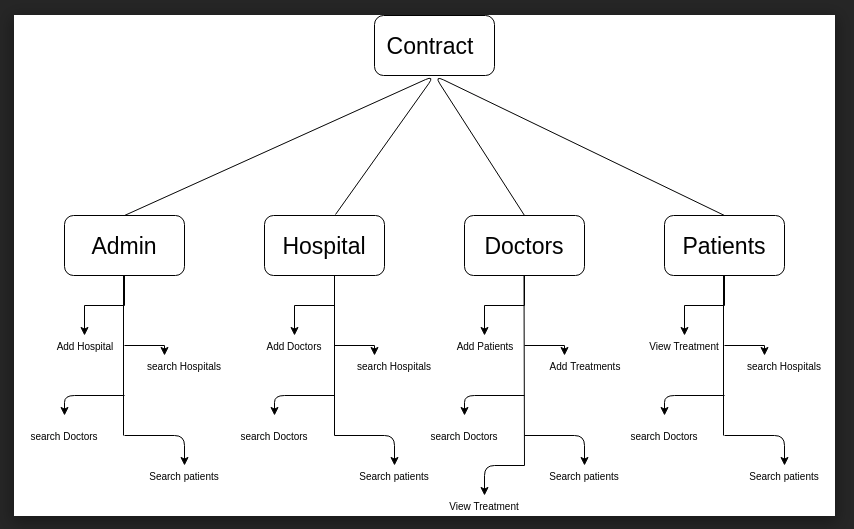 Contract
Admin
Hospital
Doctors
Patients
Add Hospital
search Hospitals
search Doctors
Search patients
Add Doctors
search Hospitals
search Doctors
Search patients
Add Patients
Add Treatments
search Doctors
Search patients
View Treatment
View Treatment
search Hospitals
search Doctors
Search patients